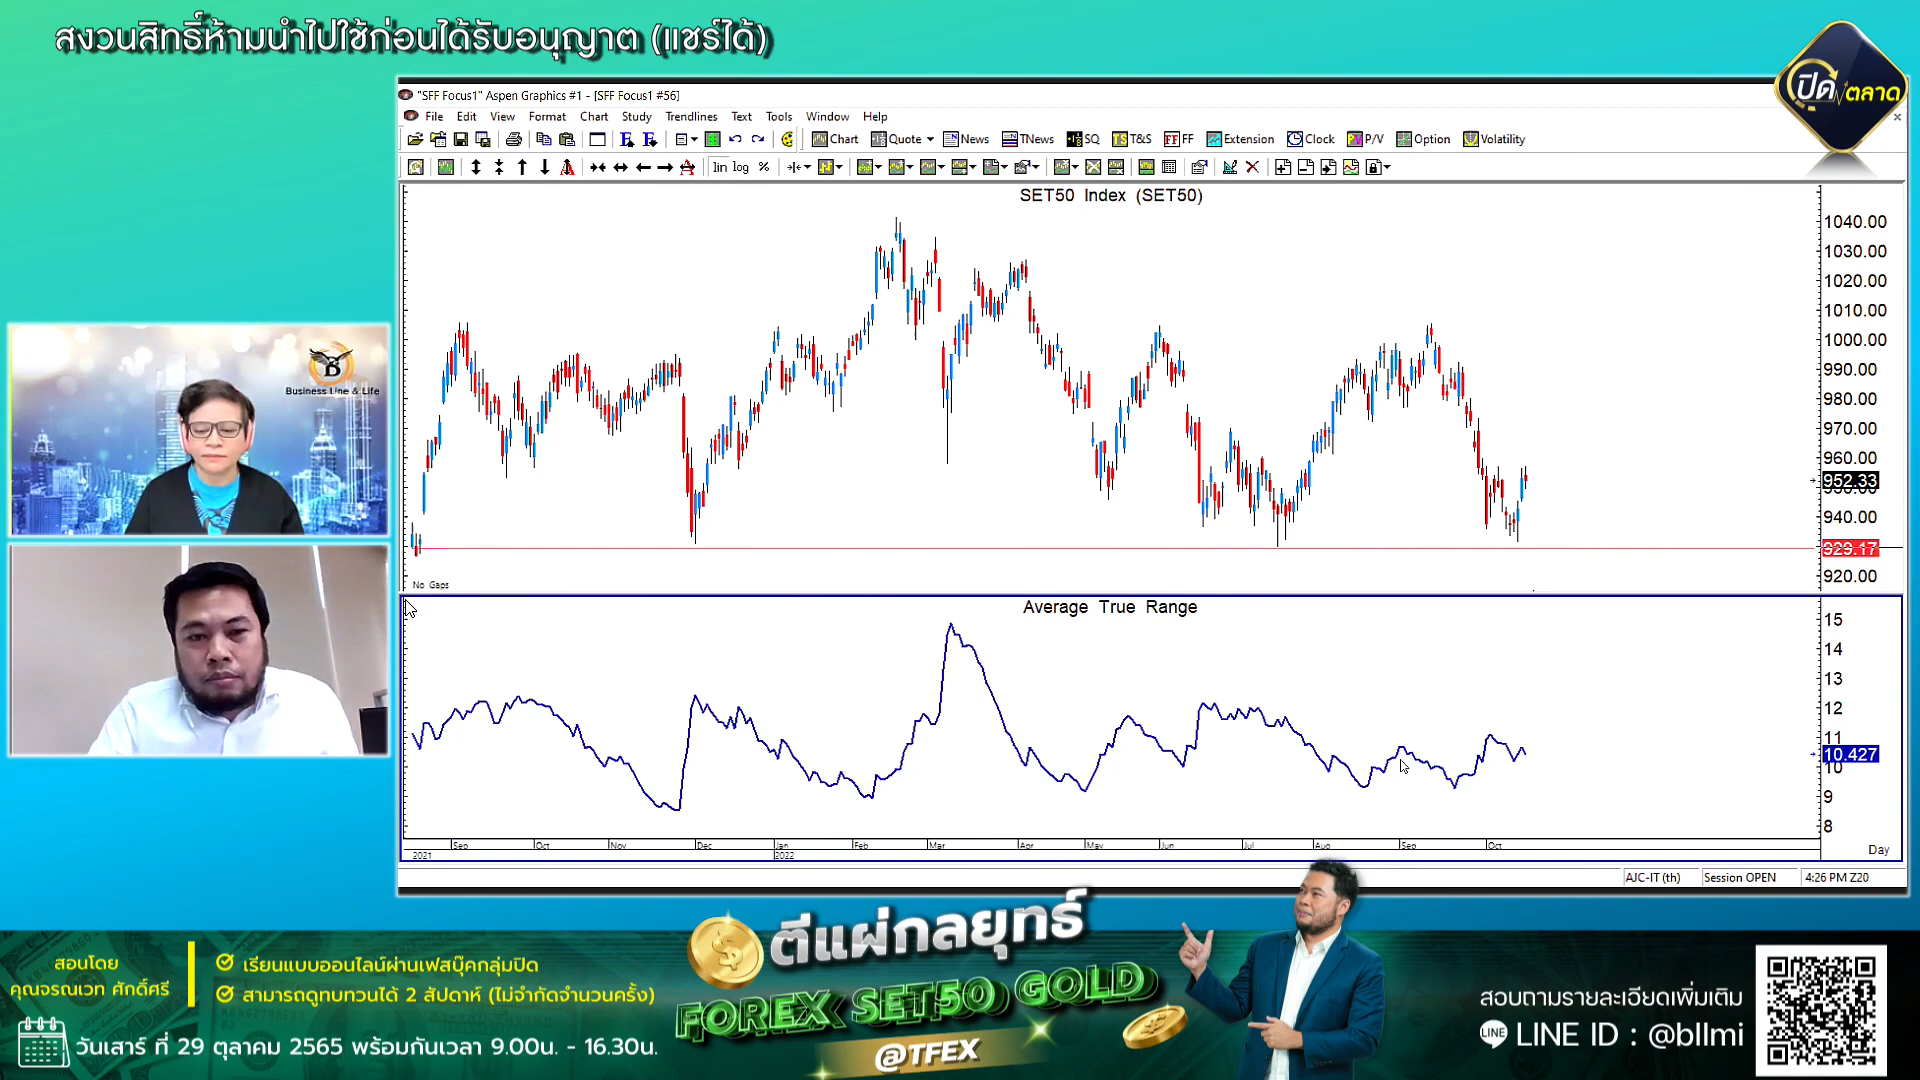 สงวนสิทธิ์ห้ามนำไปใช้ก่อนได้รับอนุญาต (แชร์ได้)
ปิดตลาด
"SFF Focus1" Aspen Graphics #1 - [SFF Focus1 #56]
File Edit View Format Chart Study Trendlines Text Tools Window Help
Chart Quote News TNews SQ T&S FF Extension Clock P/V Option Volatility
lin log %
SET50 Index (SET50)
1040.00
1030.00
1020.00
1010.00
1000.00
990.00
980.00
970.00
960.00
952.33
950.00
940.00
929.17
920.00
No Gaps
Average True Range
15
14
13
12
11
10.427
10
9
8
Sep Oct Nov Dec Jan Feb Mar Apr May Jun Jul Aug Sep Oct
2021 2022
Day
AJC-IT (th) Session OPEN 4:26 PM Z20
B
Business Line & Life
สอนโดย
คุณจรณเวท ศักดิ์ศรี
เรียนแบบออนไลน์ผ่านเฟสบุ๊คกลุ่มปิด
สามารถดูทบทวนได้ 2 สัปดาห์ (ไม่จำกัดจำนวนครั้ง)
วันเสาร์ ที่ 29 ตุลาคม 2565 พร้อมกันเวลา 9.00น. - 16.30น.
ตีแผ่กลยุทธ์
FOREX SET50 GOLD
@TFEX
สอบถามรายละเอียดเพิ่มเติม
LINE LINE ID : @bllmi